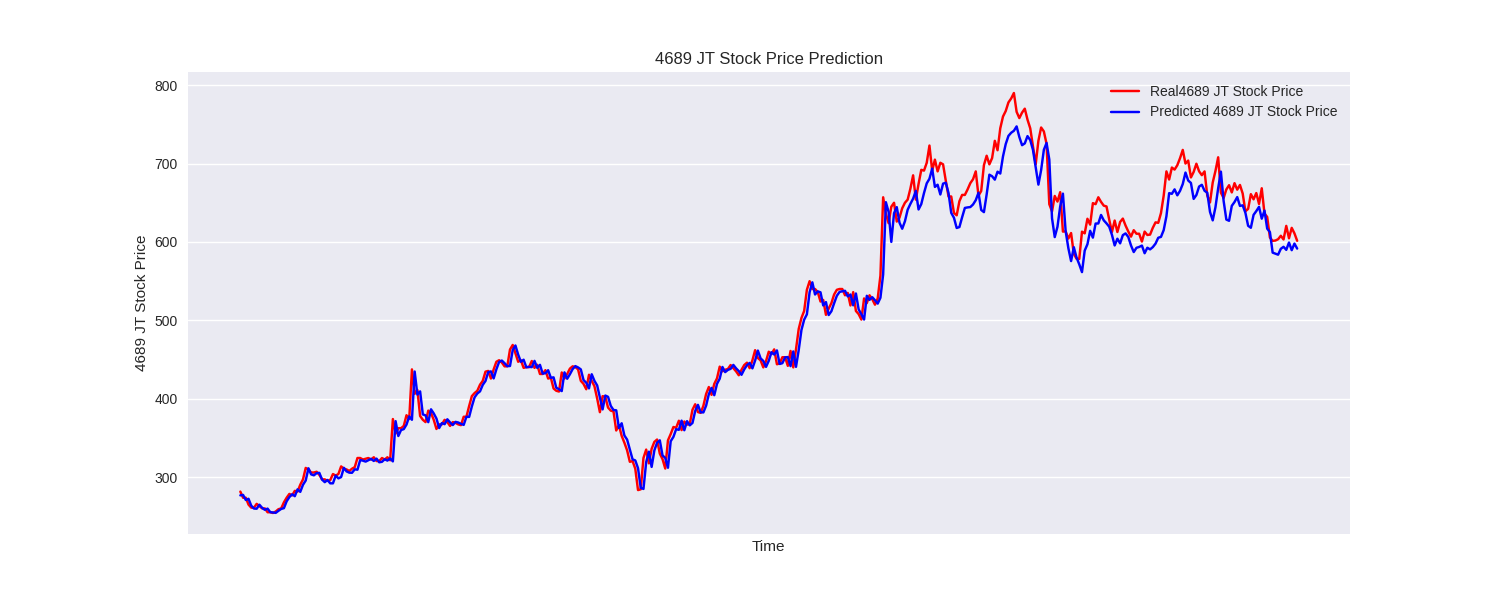 4689 JT Stock Price Prediction
800
700
600
500
400
300
4689 JT Stock Price
Time
Real4689 JT Stock Price
Predicted 4689 JT Stock Price